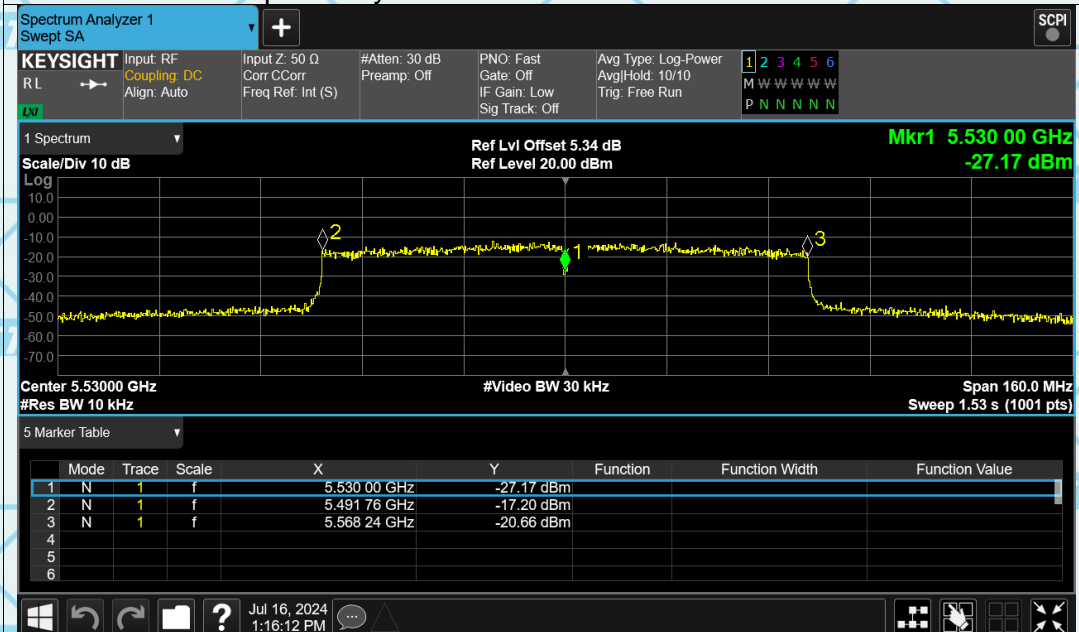 Spectrum Analyzer 1
Swept SA
+
SCPI
KEYSIGHT
RL
LXI
Input: RF
Coupling: DC
Align: Auto
Input Z: 50 Ω
Corr CCorr
Freq Ref: Int (S)
#Atten: 30 dB
Preamp: Off
PNO: Fast
Gate: Off
IF Gain: Low
Sig Track: Off
Avg Type: Log-Power
Avg|Hold: 10/10
Trig: Free Run
1 2 3 4 5 6
M W W W W W
P N N N N N
1 Spectrum
Scale/Div 10 dB
Log
Ref Lvl Offset 5.34 dB
Ref Level 20.00 dBm
Mkr1 5.530 00 GHz
-27.17 dBm
10.0
0.00
-10.0
-20.0
-30.0
-40.0
-50.0
-60.0
-70.0
2
1
3
Center 5.53000 GHz
#Video BW 30 kHz
Span 160.0 MHz
#Res BW 10 kHz
Sweep 1.53 s (1001 pts)
5 Marker Table
Mode Trace Scale X Y Function Function Width Function Value
1 N 1 f 5.530 00 GHz -27.17 dBm
2 N 1 f 5.491 76 GHz -17.20 dBm
3 N 1 f 5.568 24 GHz -20.66 dBm
4
5
6
?
Jul 16, 2024
1:16:12 PM